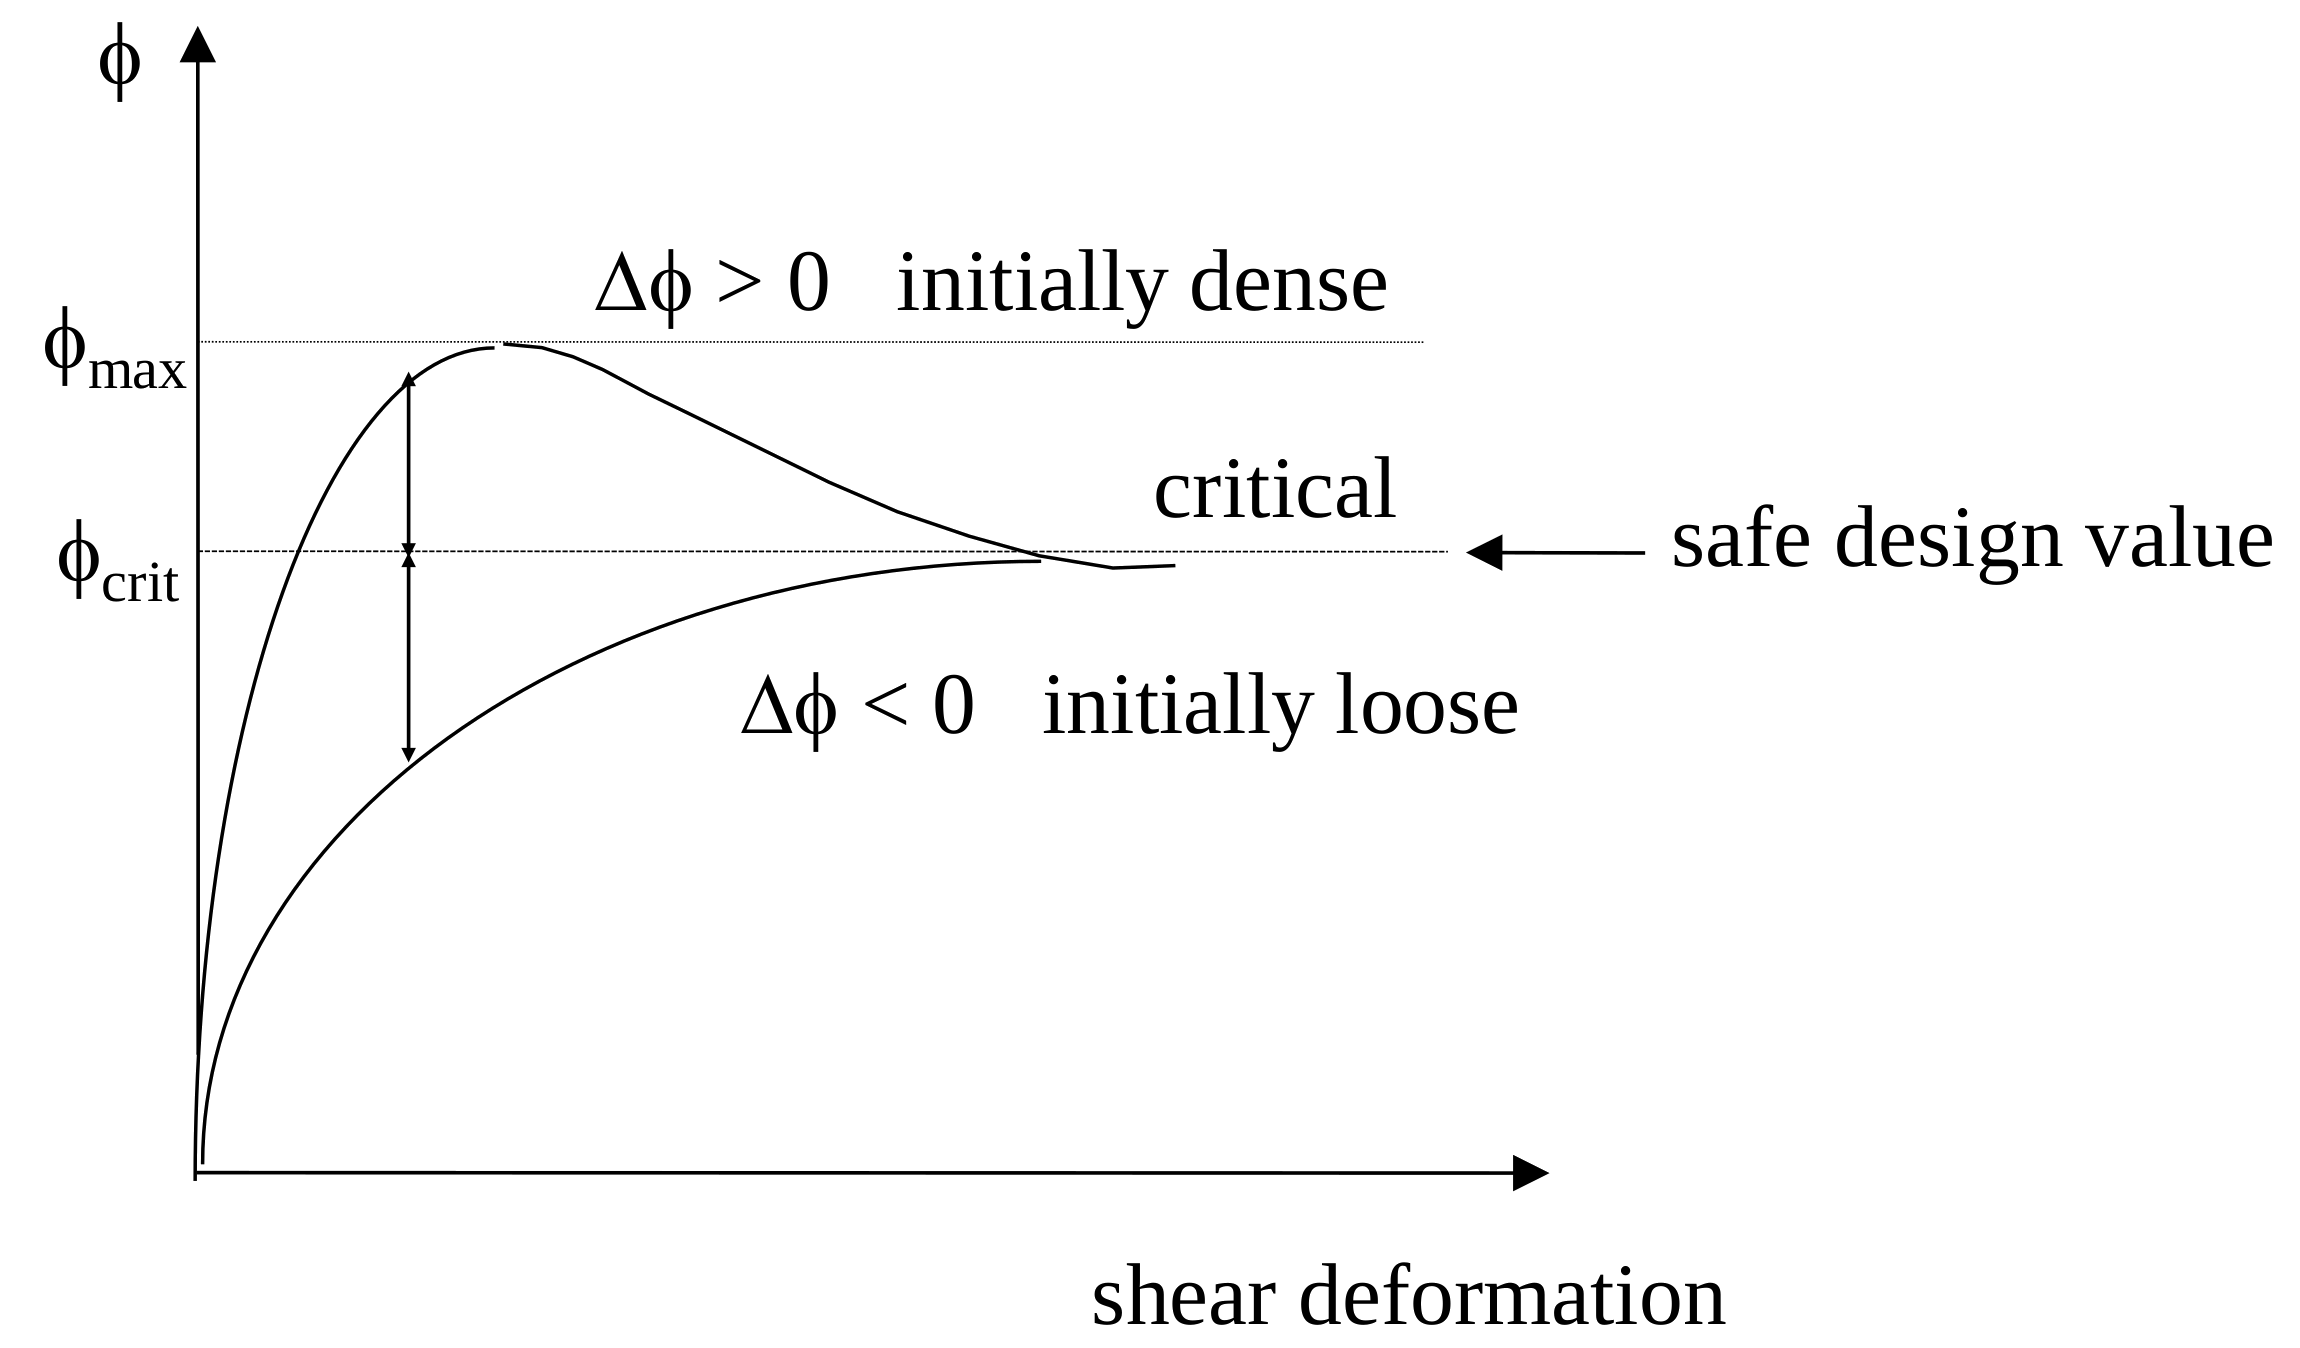 ϕ
Δϕ > 0 initially dense
ϕmax
critical
ϕcrit
safe design value
Δϕ < 0 initially loose
shear deformation